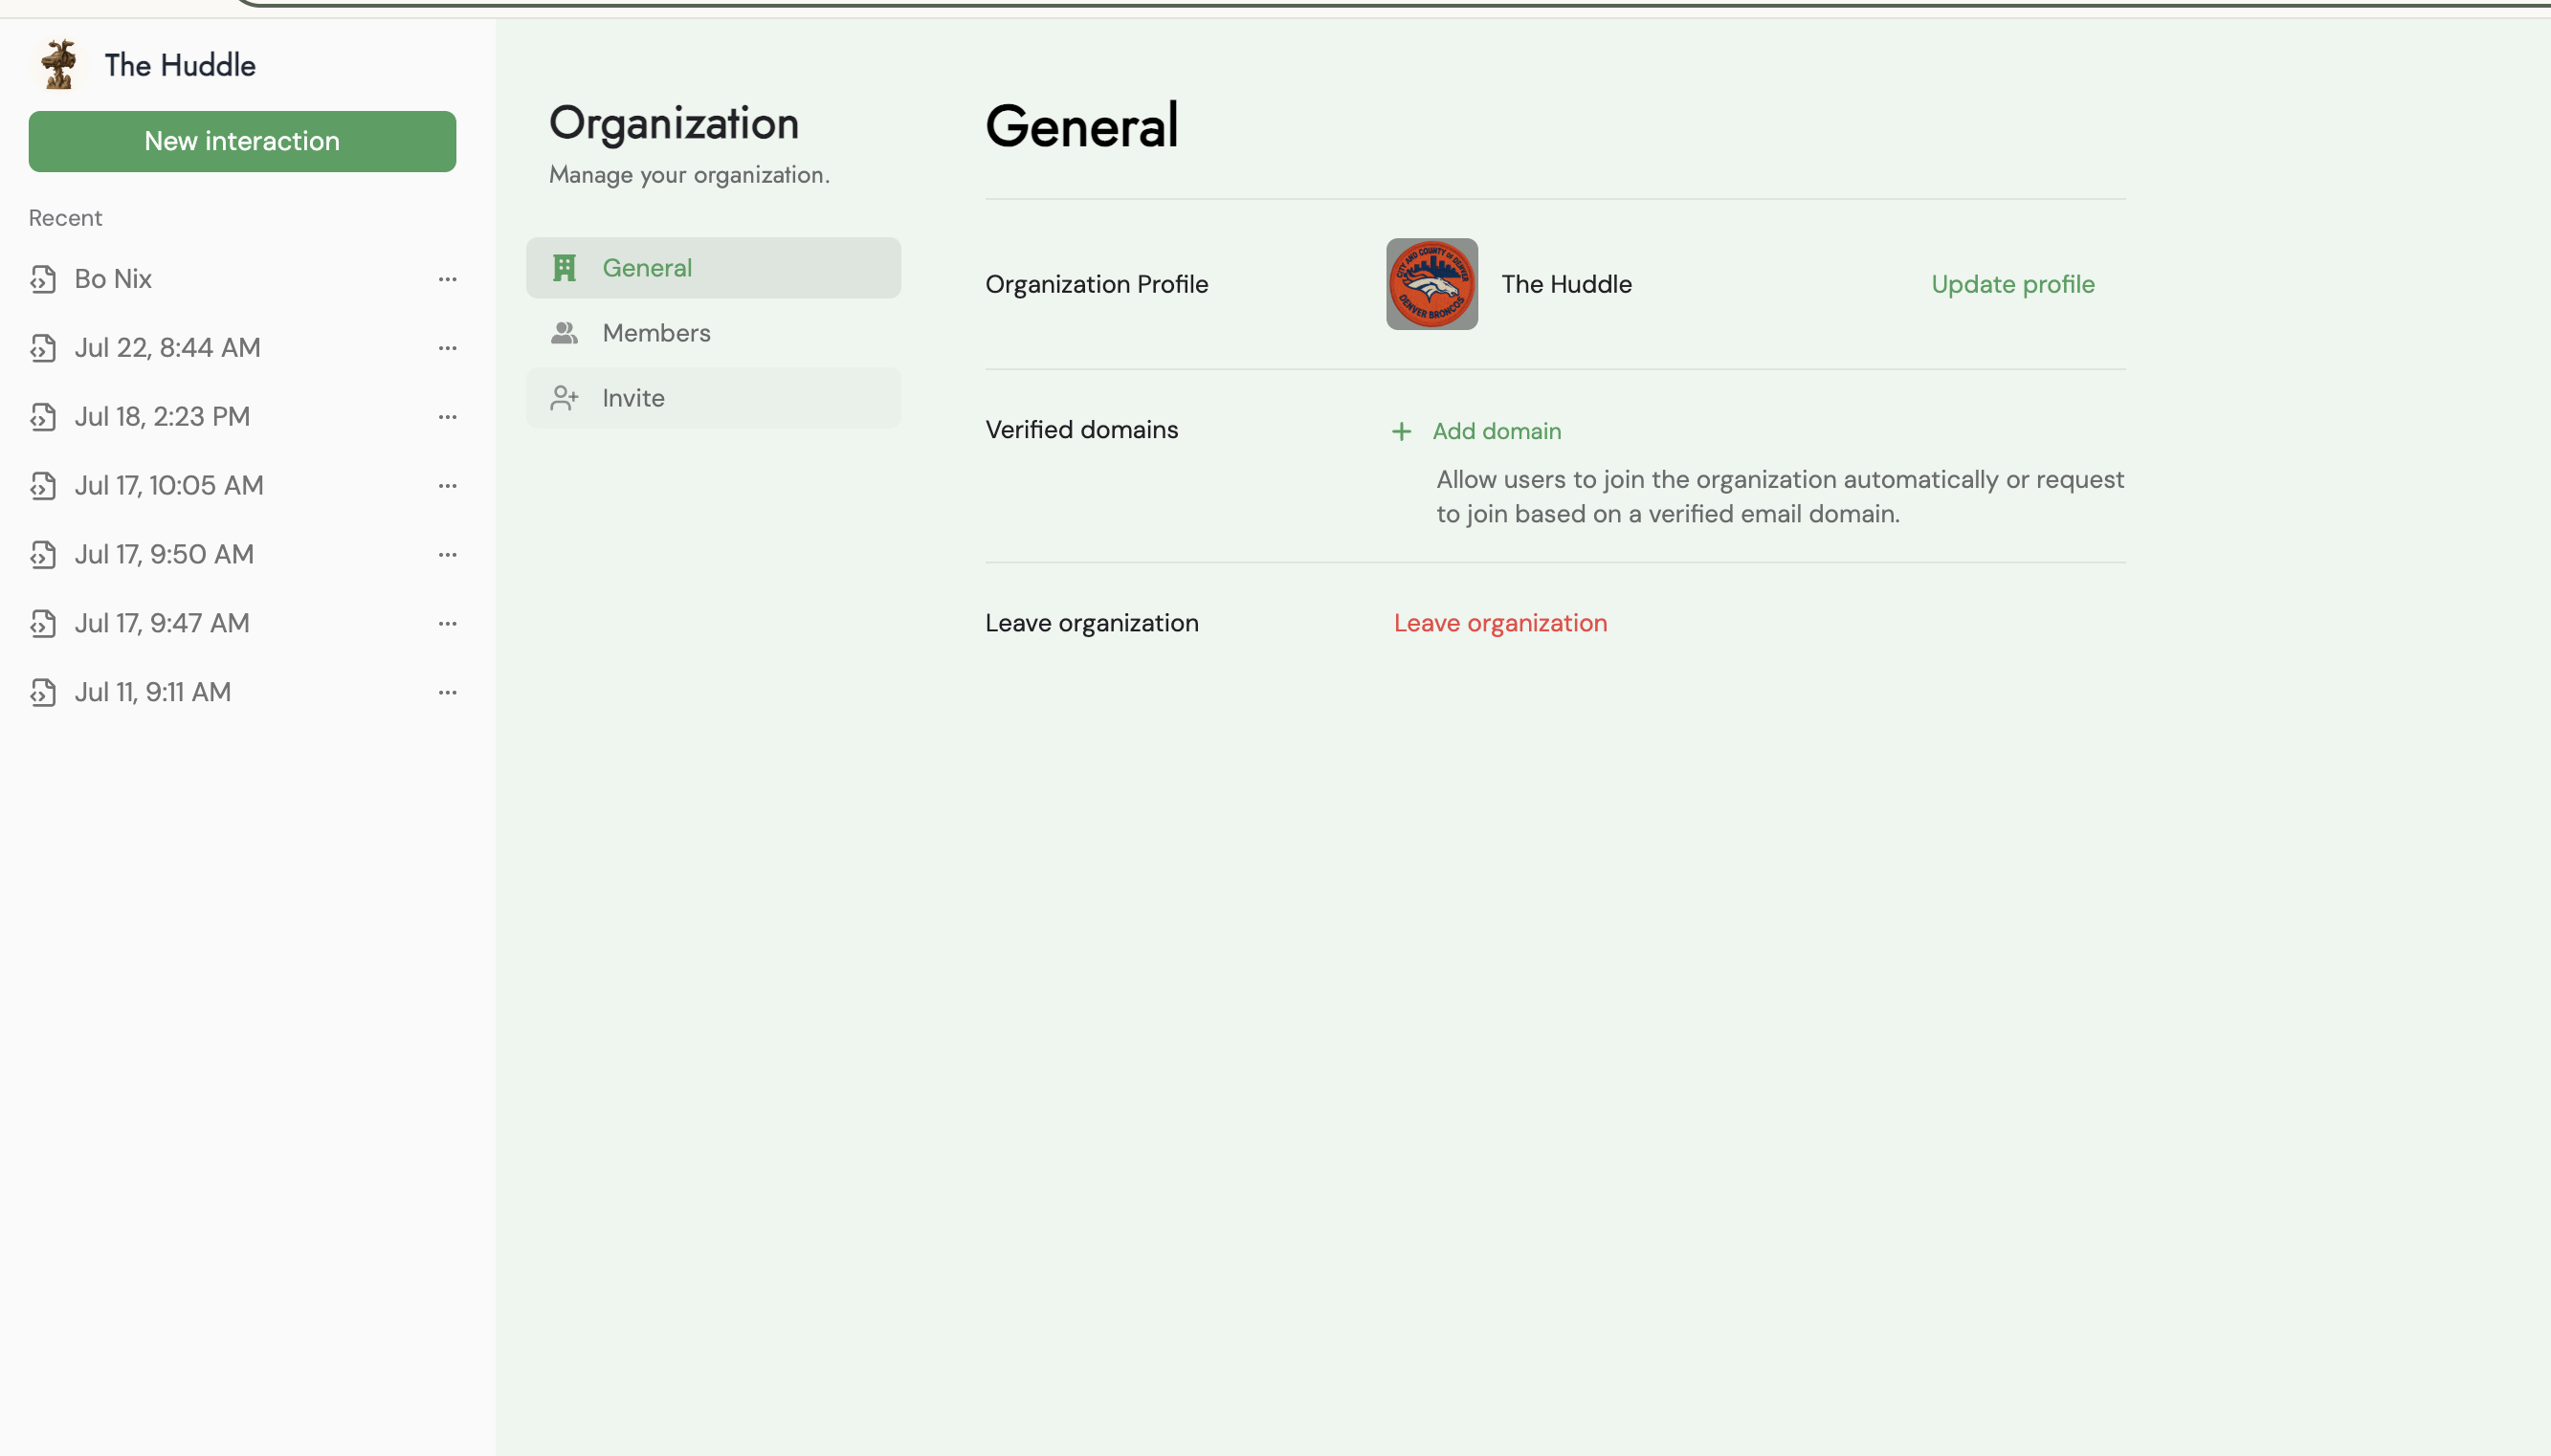 The Huddle
New interaction
Recent
Bo Nix
Jul 22, 8:44 AM
Jul 18, 2:23 PM
Jul 17, 10:05 AM
Jul 17, 9:50 AM
Jul 17, 9:47 AM
Jul 11, 9:11 AM
Organization
Manage your organization.
General
Members
Invite
General
Organization Profile
CITY AND COUNTY OF DENVER
DENVER BRONCOS
The Huddle
Update profile
Verified domains
Add domain
Allow users to join the organization automatically or request
to join based on a verified email domain.
Leave organization
Leave organization